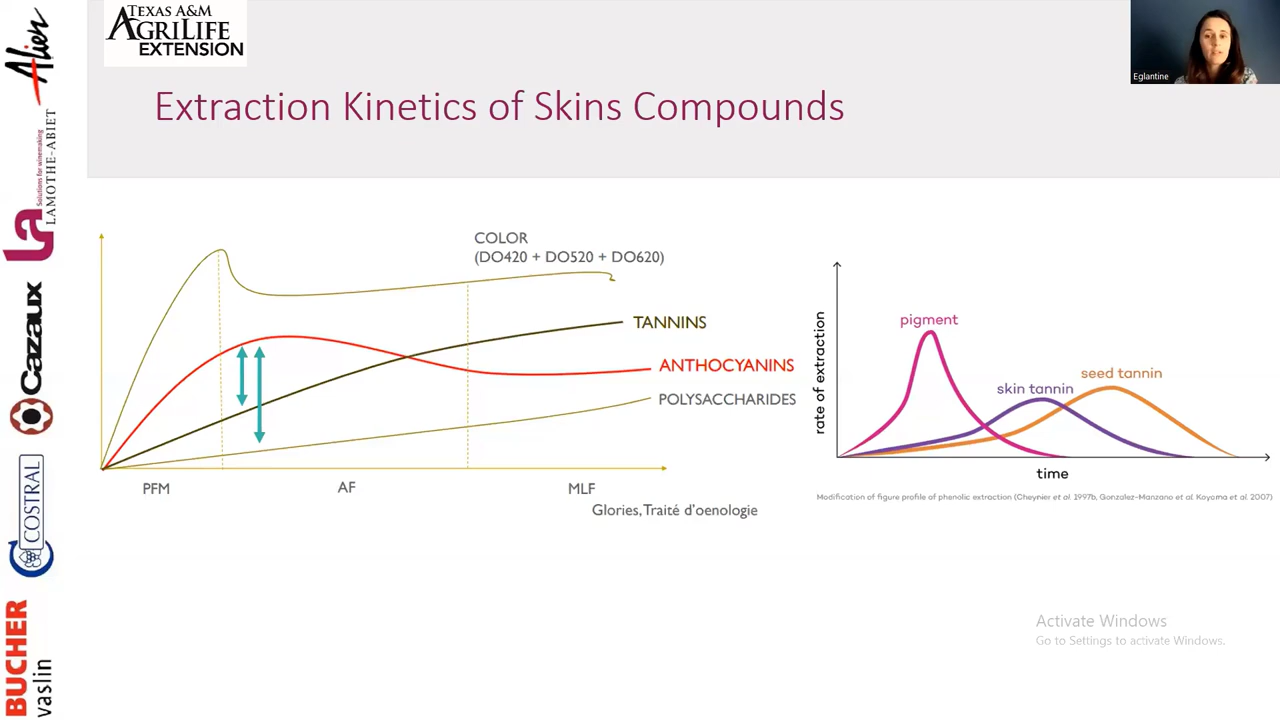 Alien
Solutions for winemaking
LAMOTHE-ABIET
La
Cazaux
COSTRAL
BUCHER
vaslin
TEXAS A&M
AGRILIFE
EXTENSION
Eglantine
Extraction Kinetics of Skins Compounds
COLOR
(DO420 + DO520 + DO620)
TANNINS
ANTHOCYANINS
POLYSACCHARIDES
PFM
AF
MLF
Glories, Traité d'oenologie
rate of extraction
pigment
skin tannin
seed tannin
time
Modification of figure profile of phenolic extraction (Cheynier et al. 1997b, Gonzalez-Manzano et al. Koyama et al. 2007)
Activate Windows
Go to Settings to activate Windows.